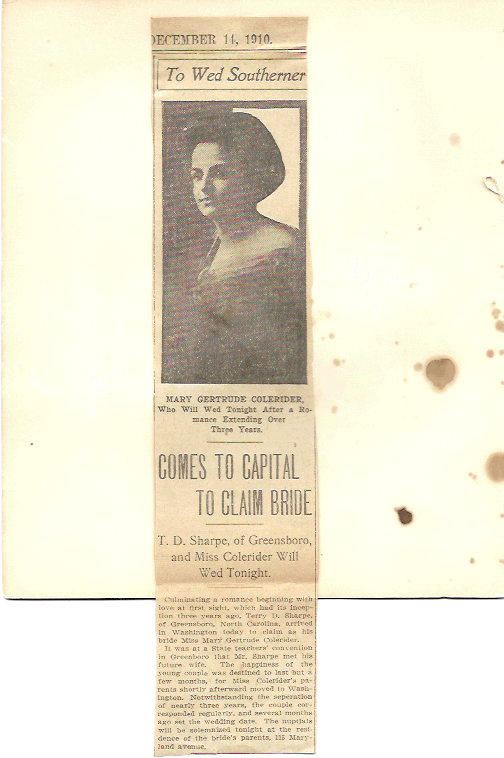 DECEMBER 14, 1910.
To Wed Southerner
MARY GERTRUDE COLERIDER,
Who Will Wed Tonight After a Ro-
mance Extending Over
Three Years.
COMES TO CAPITAL
TO CLAIM BRIDE
T. D. Sharpe, of Greensboro,
and Miss Colerider Will
Wed Tonight.
Culminating a romance beginning with
love at first sight, which had its incep-
tion three years ago, Terry D. Sharpe,
of Greensboro, North Carolina, arrived
in Washington today to claim as his
bride Miss Mary Gertrude Colerider.
It was at a State teachers' convention
in Greenboro that Mr. Sharpe met his
future wife. The happiness of the
young couple was destined to last but a
few months, for Miss Colerider's pa-
rents shortly afterward moved to Wash-
ington. Notwithstanding the seperation
of nearly three years, the couple cor-
responded regularly, and several months
ago set the wedding date. The nuptials
will be solemnized tonight at the resi-
dence of the bride's parents, 115 Mary-
land avenue.